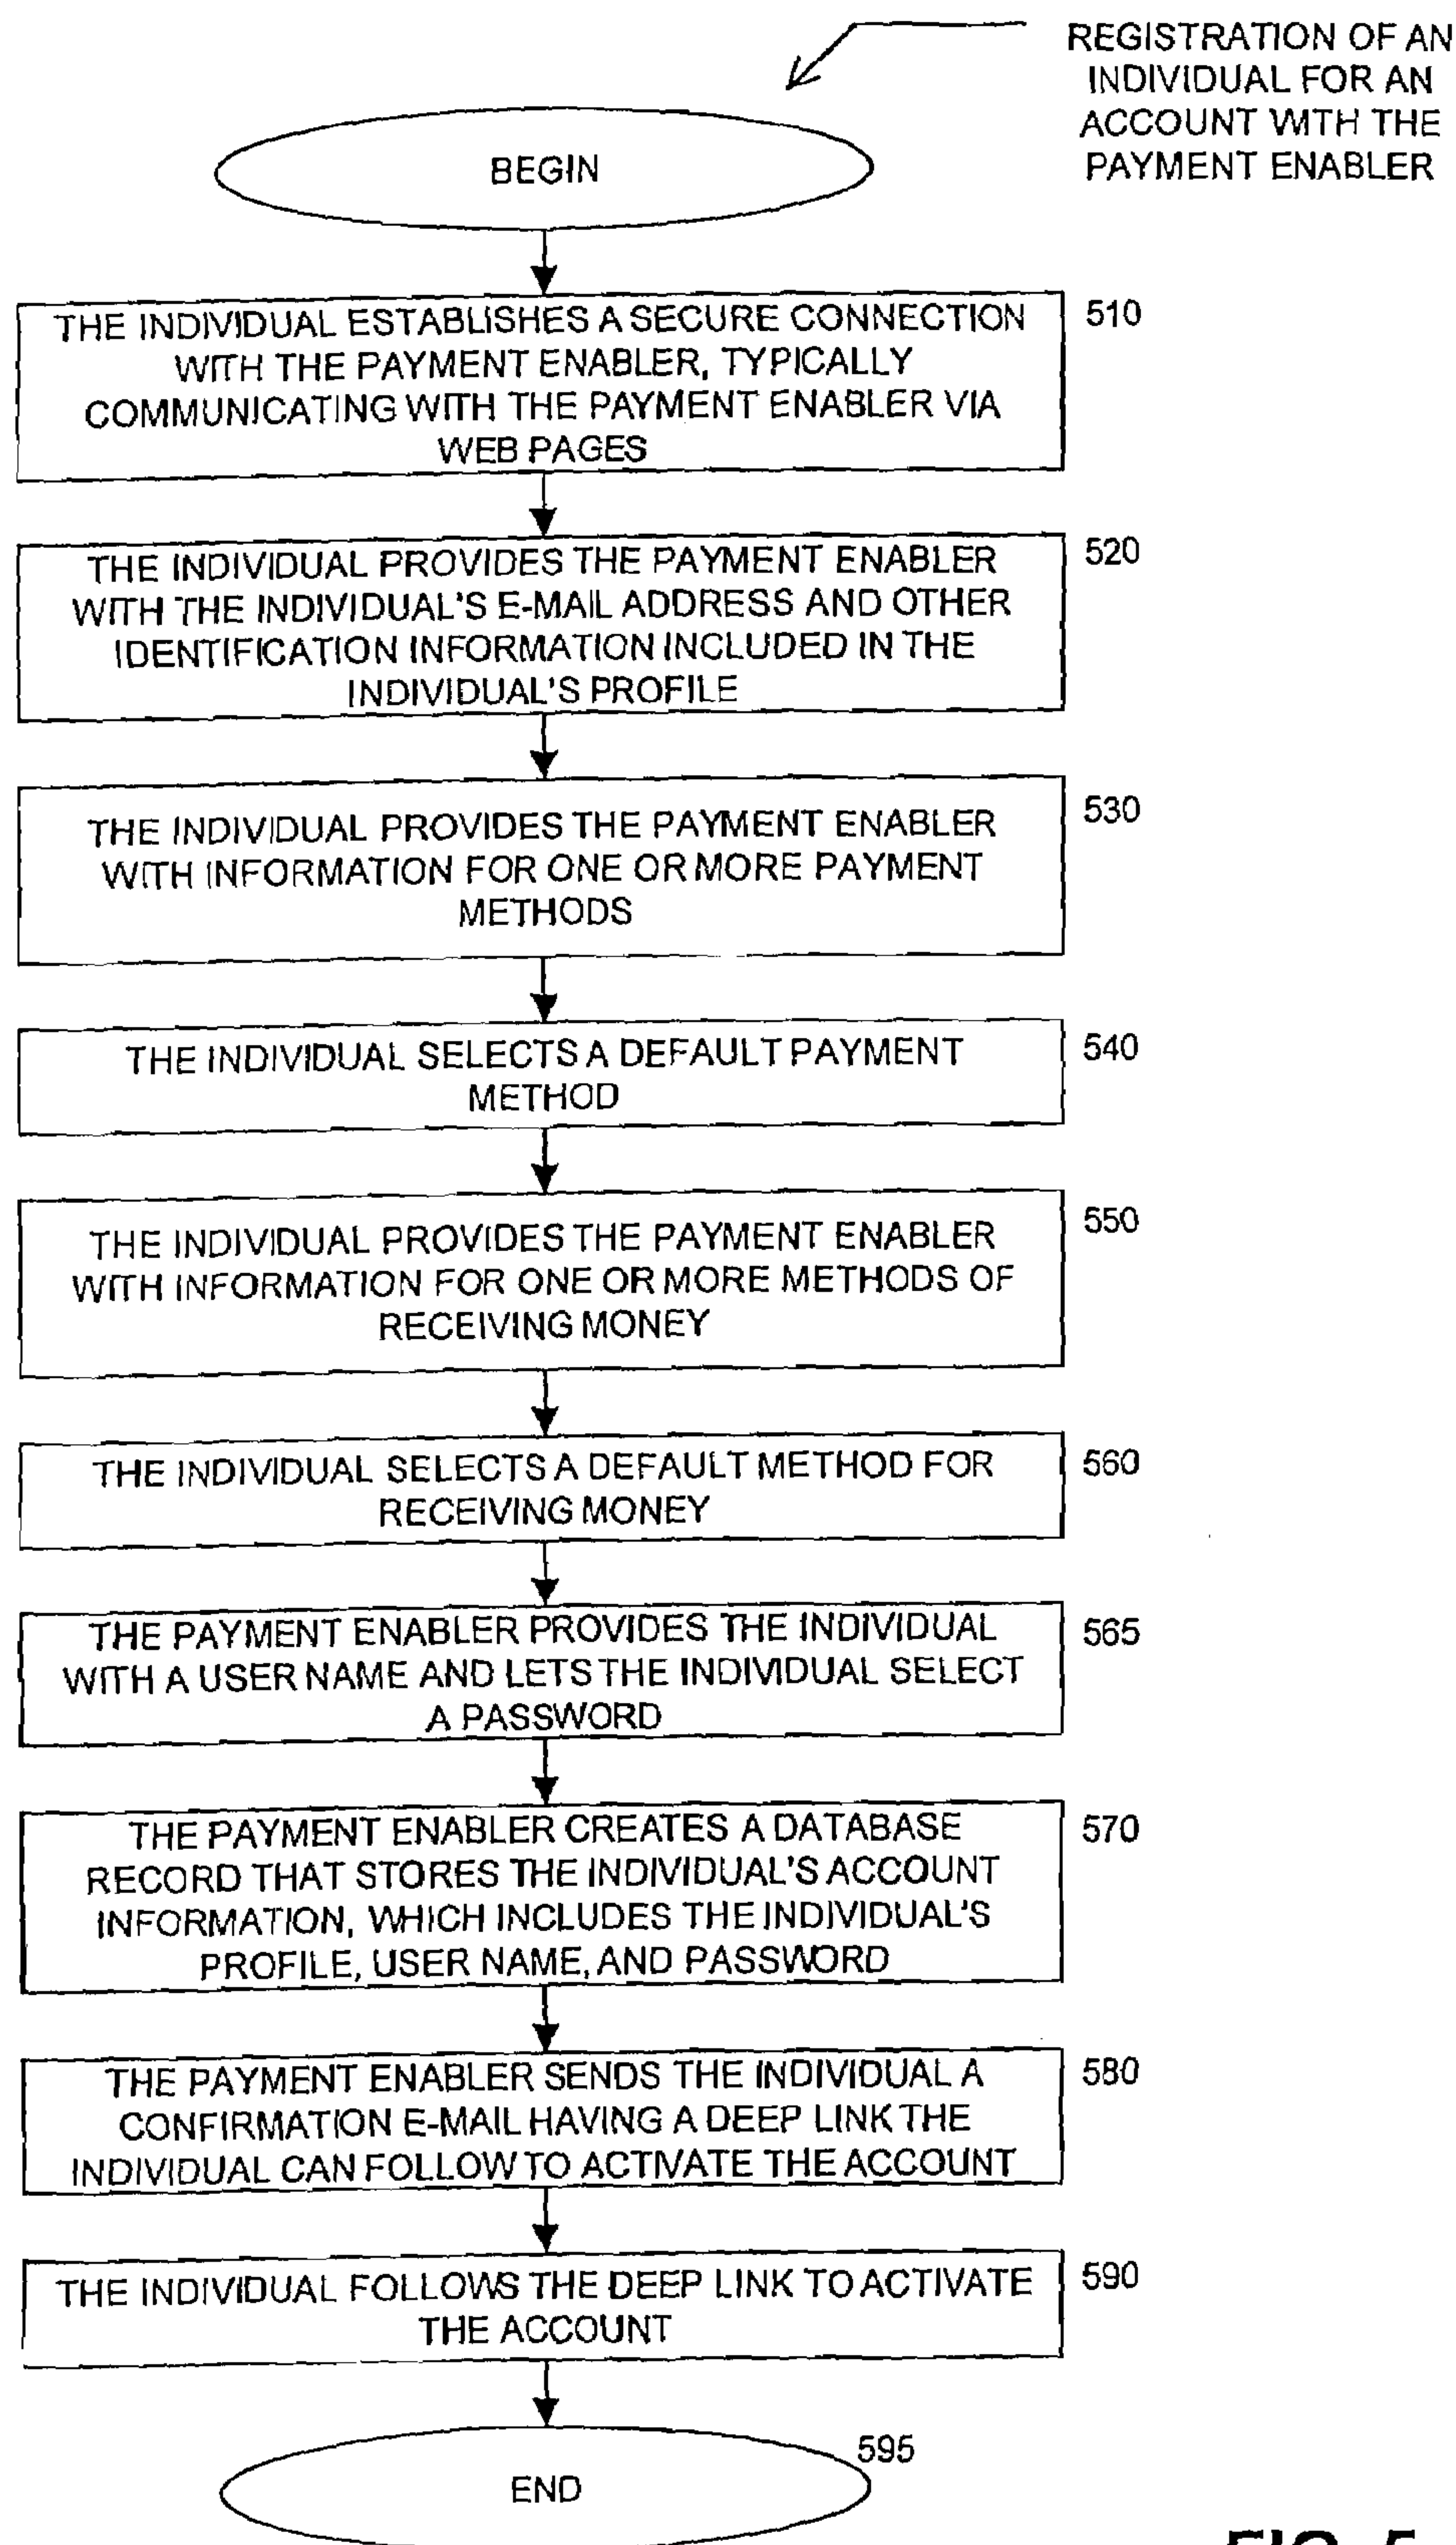 REGISTRATION OF AN
INDIVIDUAL FOR AN
ACCOUNT WITH THE
PAYMENT ENABLER
BEGIN
THE INDIVIDUAL ESTABLISHES A SECURE CONNECTION
WITH THE PAYMENT ENABLER, TYPICALLY
COMMUNICATING WITH THE PAYMENT ENABLER VIA
WEB PAGES
510
THE INDIVIDUAL PROVIDES THE PAYMENT ENABLER
WITH THE INDIVIDUAL'S E-MAIL ADDRESS AND OTHER
IDENTIFICATION INFORMATION INCLUDED IN THE
INDIVIDUAL'S PROFILE
520
THE INDIVIDUAL PROVIDES THE PAYMENT ENABLER
WITH INFORMATION FOR ONE OR MORE PAYMENT
METHODS
530
THE INDIVIDUAL SELECTS A DEFAULT PAYMENT
METHOD
540
THE INDIVIDUAL PROVIDES THE PAYMENT ENABLER
WITH INFORMATION FOR ONE OR MORE METHODS OF
RECEIVING MONEY
550
THE INDIVIDUAL SELECTS A DEFAULT METHOD FOR
RECEIVING MONEY
560
THE PAYMENT ENABLER PROVIDES THE INDIVIDUAL
WITH A USER NAME AND LETS THE INDIVIDUAL SELECT
A PASSWORD
565
THE PAYMENT ENABLER CREATES A DATABASE
RECORD THAT STORES THE INDIVIDUAL'S ACCOUNT
INFORMATION, WHICH INCLUDES THE INDIVIDUAL'S
PROFILE, USER NAME, AND PASSWORD
570
THE PAYMENT ENABLER SENDS THE INDIVIDUAL A
CONFIRMATION E-MAIL HAVING A DEEP LINK THE
INDIVIDUAL CAN FOLLOW TO ACTIVATE THE ACCOUNT
580
THE INDIVIDUAL FOLLOWS THE DEEP LINK TO ACTIVATE
THE ACCOUNT
590
595
END
FIG. 5